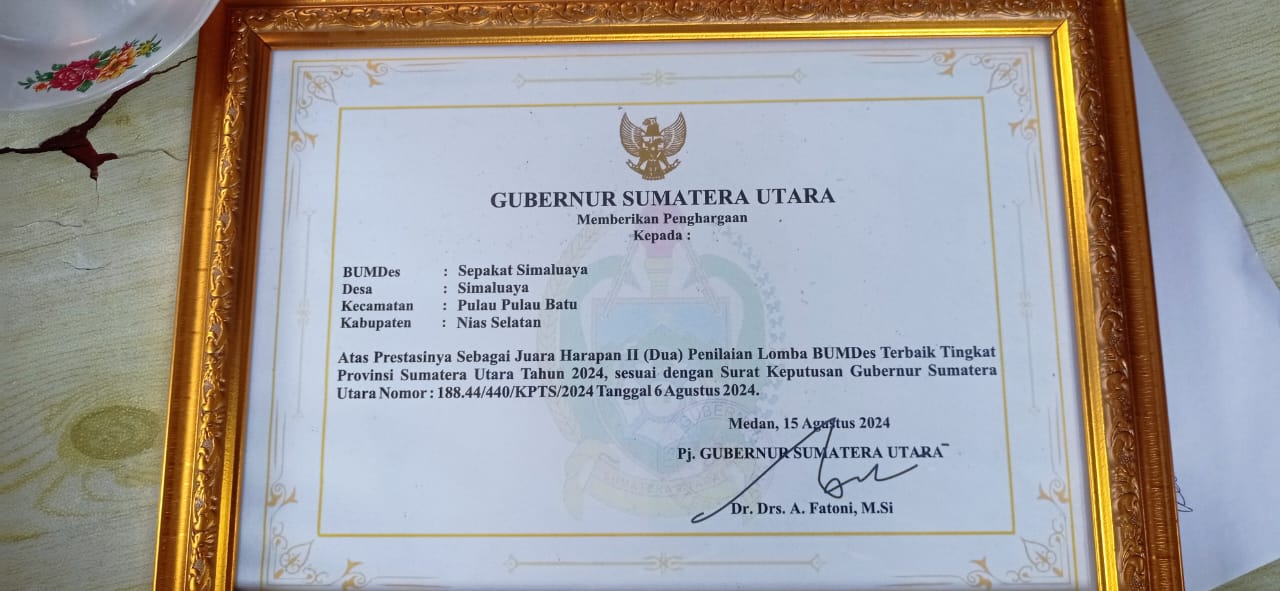 GUBERNUR SUMATERA UTARA
Memberikan Penghargaan
Kepada :
BUMDes : Sepakat Simaluaya
Desa : Simaluaya
Kecamatan : Pulau Pulau Batu
Kabupaten : Nias Selatan
Atas Prestasinya Sebagai Juara Harapan II (Dua) Penilaian Lomba BUMDes Terbaik Tingkat
Provinsi Sumatera Utara Tahun 2024, sesuai dengan Surat Keputusan Gubernur Sumatera
Utara Nomor : 188.44/440/KPTS/2024 Tanggal 6 Agustus 2024.
Medan, 15 Agustus 2024
Pj. GUBERNUR SUMATERA UTARA
Dr. Drs. A. Fatoni, M.Si